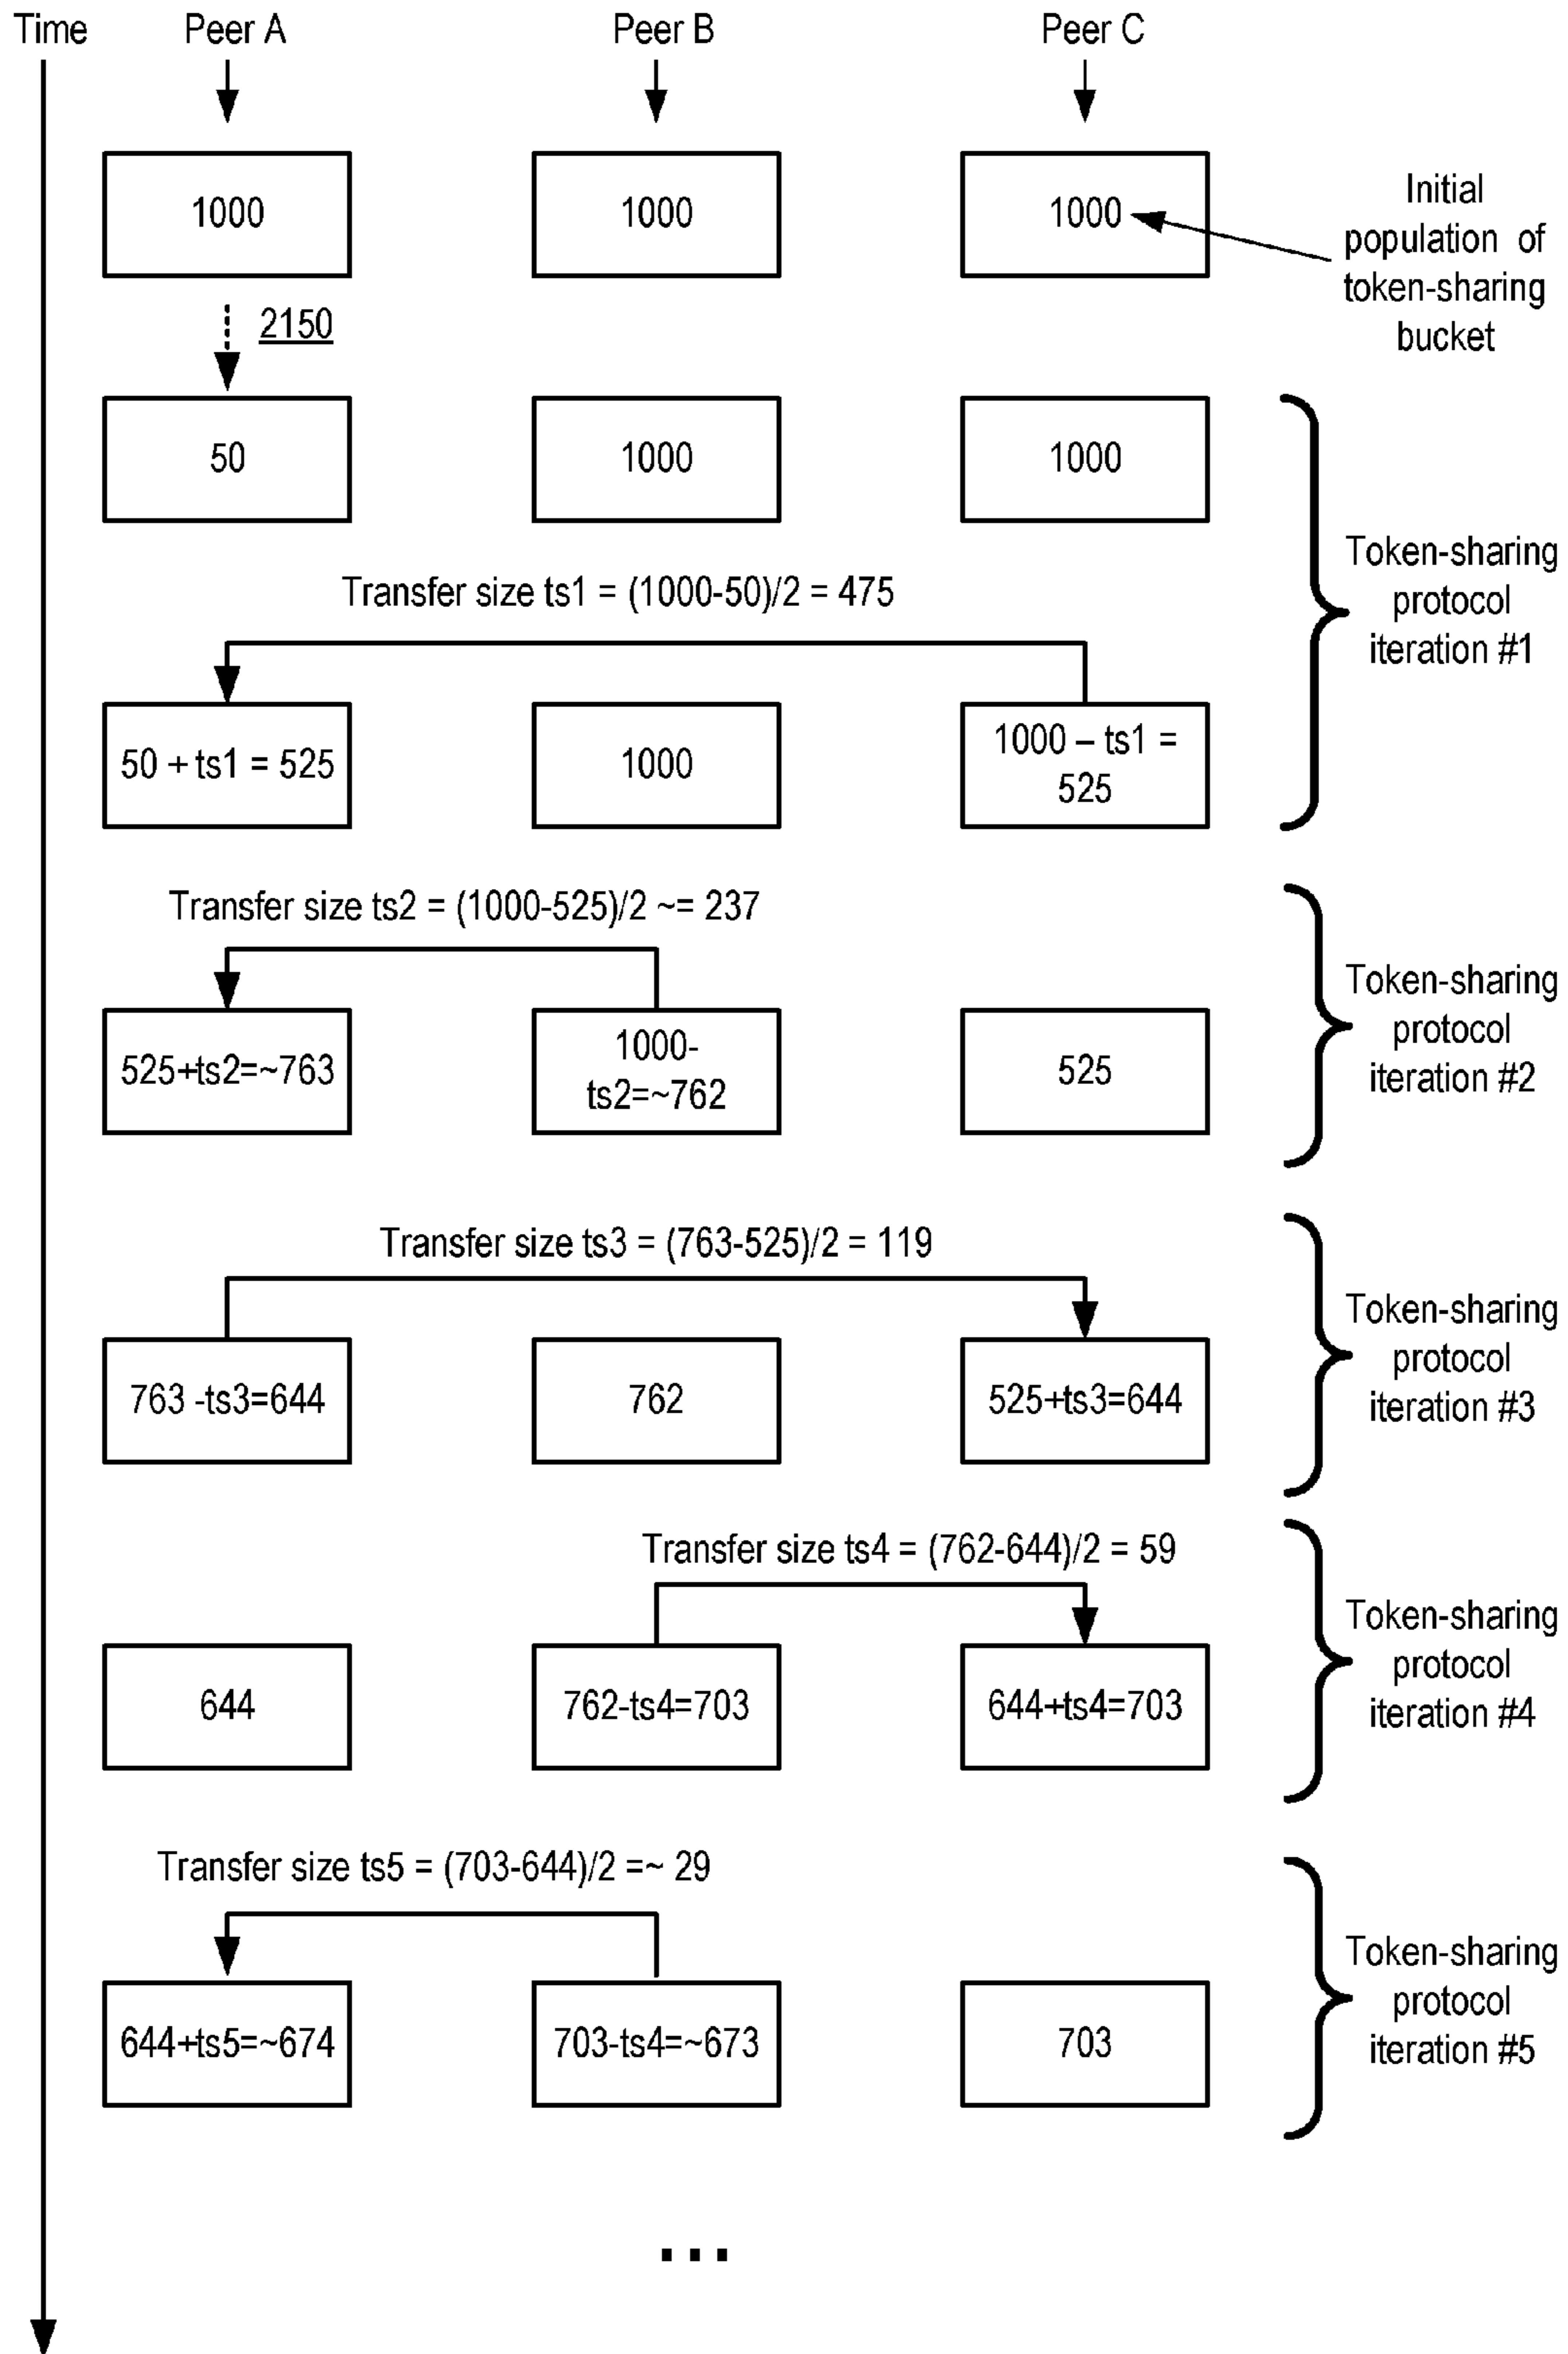 Time
Peer A
Peer B
Peer C
1000
1000
1000
Initial
population of
token-sharing
bucket
2150
50
1000
1000
Token-sharing
protocol
iteration #1
Transfer size ts1 = (1000-50)/2 = 475
50 + ts1 = 525
1000
1000 – ts1 =
525
Transfer size ts2 = (1000-525)/2 ~= 237
525+ts2=~763
1000-
ts2=~762
525
Token-sharing
protocol
iteration #2
Transfer size ts3 = (763-525)/2 = 119
763 -ts3=644
762
525+ts3=644
Token-sharing
protocol
iteration #3
Transfer size ts4 = (762-644)/2 = 59
644
762-ts4=703
644+ts4=703
Token-sharing
protocol
iteration #4
Transfer size ts5 = (703-644)/2 =~ 29
644+ts5=~674
703-ts4=~673
703
Token-sharing
protocol
iteration #5
...